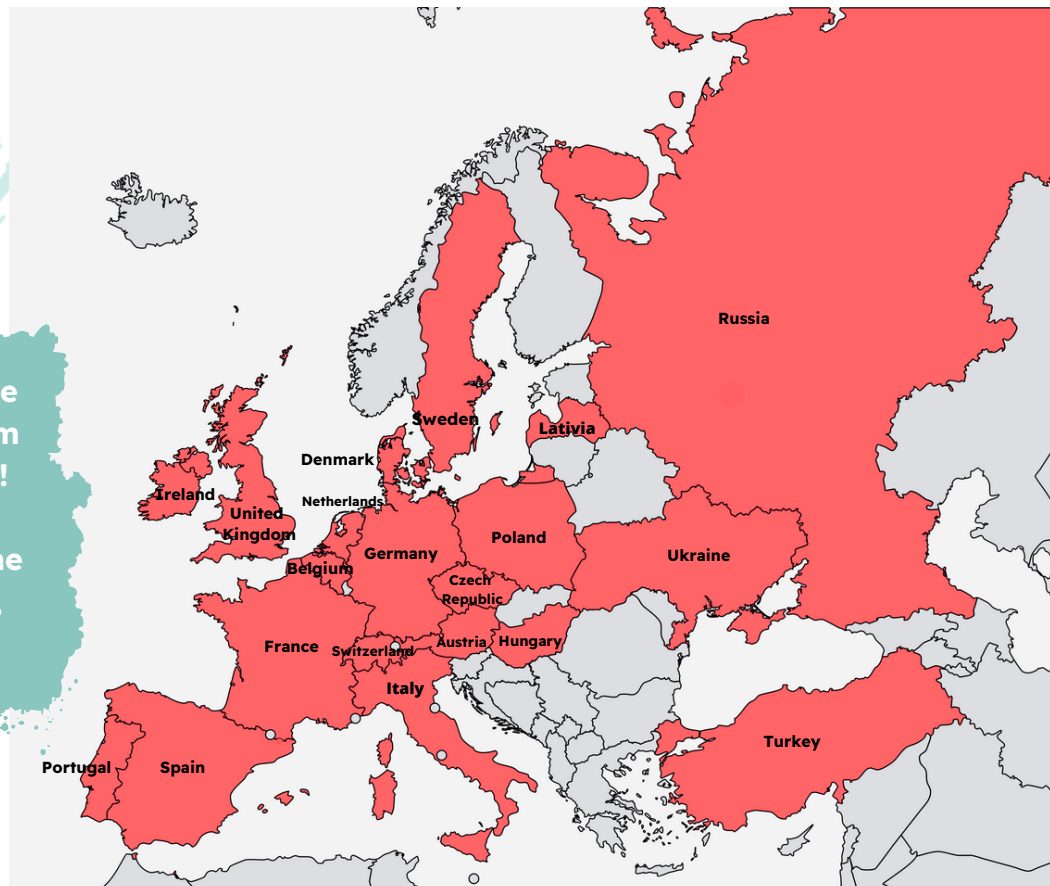 Russia
e
m
!
ne
Sweden
Lativia
Denmark
Ireland
Netherlands
United
Kingdom
Poland
Germany
Ukraine
Belgium
Czech
Republic
France
Switzerland
Austria
Hungary
Italy
Turkey
Portugal
Spain